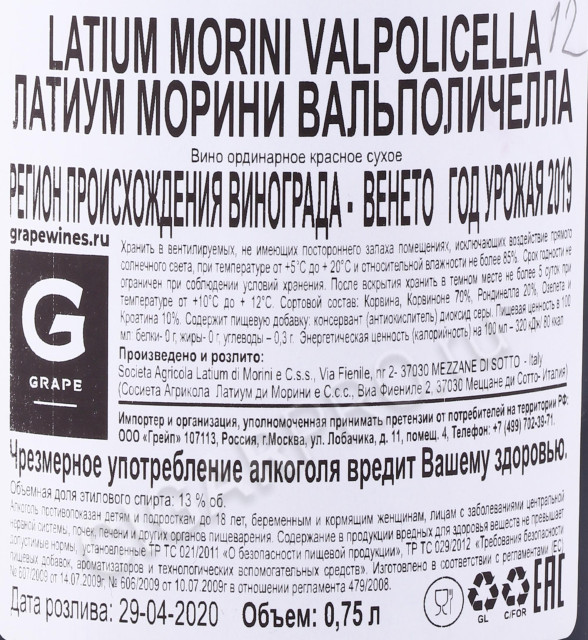 LATIUM MORINI VALPOLICELLA 12
ЛАТИУМ МОРИНИ ВАЛЬПОЛИЧЕЛЛА
Вино ординарное красное сухое
РЕГИОН ПРОИСХОЖДЕНИЯ ВИНОГРАДА - ВЕНЕТО ГОД УРОЖАЯ 2019
grapewines.ru
G
GRAPE
Хранить в вентилируемых, не имеющих постороннего запаха помещениях, исключающих воздействие прямого
солнечного света, при температуре от +5°С до + 20°С и относительной влажности не более 85%. Срок годности не
ограничен при соблюдении условий хранения. После вскрытия хранить в темном месте не более 5 суток при
температуре от +10°С до + 12°С. Сортовой состав: Корвина, Корвиноне 70%, Рондинелла 20%, Озелета и
Кроатина 10%. Содержит пищевую добавку: консервант (антиокислитель) диоксид серы. Пищевая ценность в 100
мл: белки- 0 г, жиры- 0 г, углеводы – 0,3 г. Энергетическая ценность (калорийность) на 100 мл – 320 кДж/ 80 ккал
Произведено и розлито:
Societa Agricola Latium di Morini e C.s.s., Via Fienile, nr 2- 37030 MEZZANE DI SOTTO - Italy
(Сосиета Агрикола Латиум ди Морини е С.с.с., Виа Фиениле 2, 37030 Меццане ди Сотто- Италия)
Импортер и организация, уполномоченная принимать претензии от потребителей на территории РФ:
ООО «Грейп» 107113, Россия, г.Москва, ул. Лобачика, д. 11, помещ. 4, Телефон: +7 (499) 702-39-71.
Чрезмерное употребление алкоголя вредит Вашему здоровью.
Объемная доля этилового спирта: 13 % об.
Алкоголь противопоказан детям и подросткам до 18 лет, беременным и кормящим женщинам, лицам с заболеваниями центральной
нервной системы, почек, печени и других органов пищеварения. Содержание в продукции вредных для здоровья веществ не превышает
допустимые нормы, установленные ТР ТС 021/2011 «О безопасности пищевой продукции», ТР ТС 029/2012 «Требования безопасности
пищевых добавок, ароматизаторов и технологических вспомогательных средств». Изготовлено в соответствии с регламентами (ЕС)
№ 607/2009 от 14.07.2009г, № 606/2009 от 10.07.2009г в отношении регламента 479/2008.
Дата розлива: 29-04-2020 Объем: 0,75 л
GL C/FOR EAC